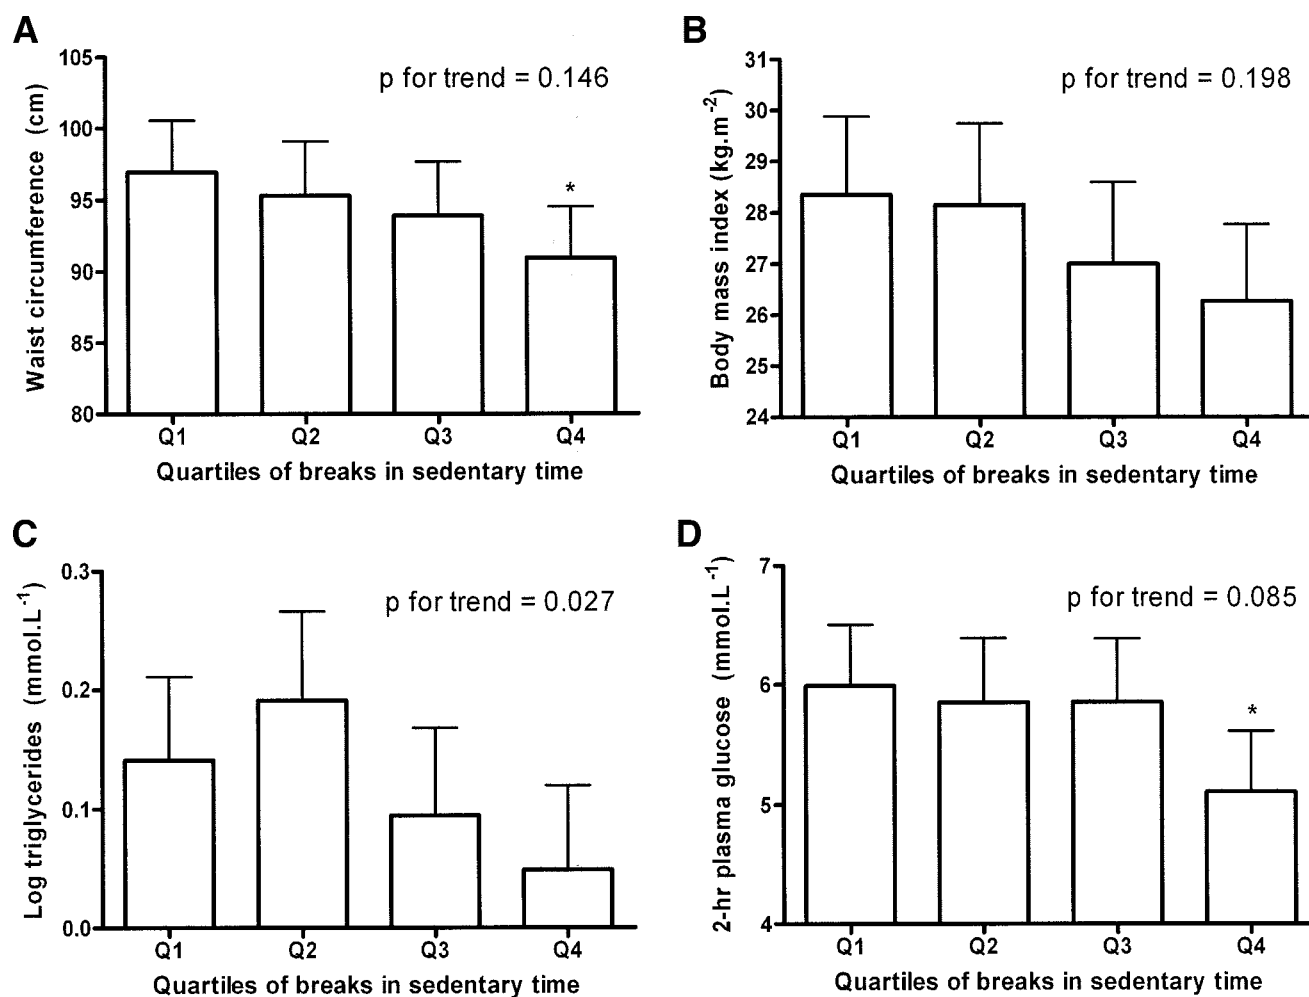 A
Waist circumference (cm)
105
100
95
90
85
80
p for trend = 0.146
*
Q1 Q2 Q3 Q4
Quartiles of breaks in sedentary time
B
Body mass index (kg.m-2)
31
30
29
28
27
26
25
24
p for trend = 0.198
Q1 Q2 Q3 Q4
Quartiles of breaks in sedentary time
C
Log triglycerides (mmol.L-1)
0.3
0.2
0.1
0.0
p for trend = 0.027
Q1 Q2 Q3 Q4
Quartiles of breaks in sedentary time
D
2-hr plasma glucose (mmol.L-1)
7
6
5
4
p for trend = 0.085
*
Q1 Q2 Q3 Q4
Quartiles of breaks in sedentary time